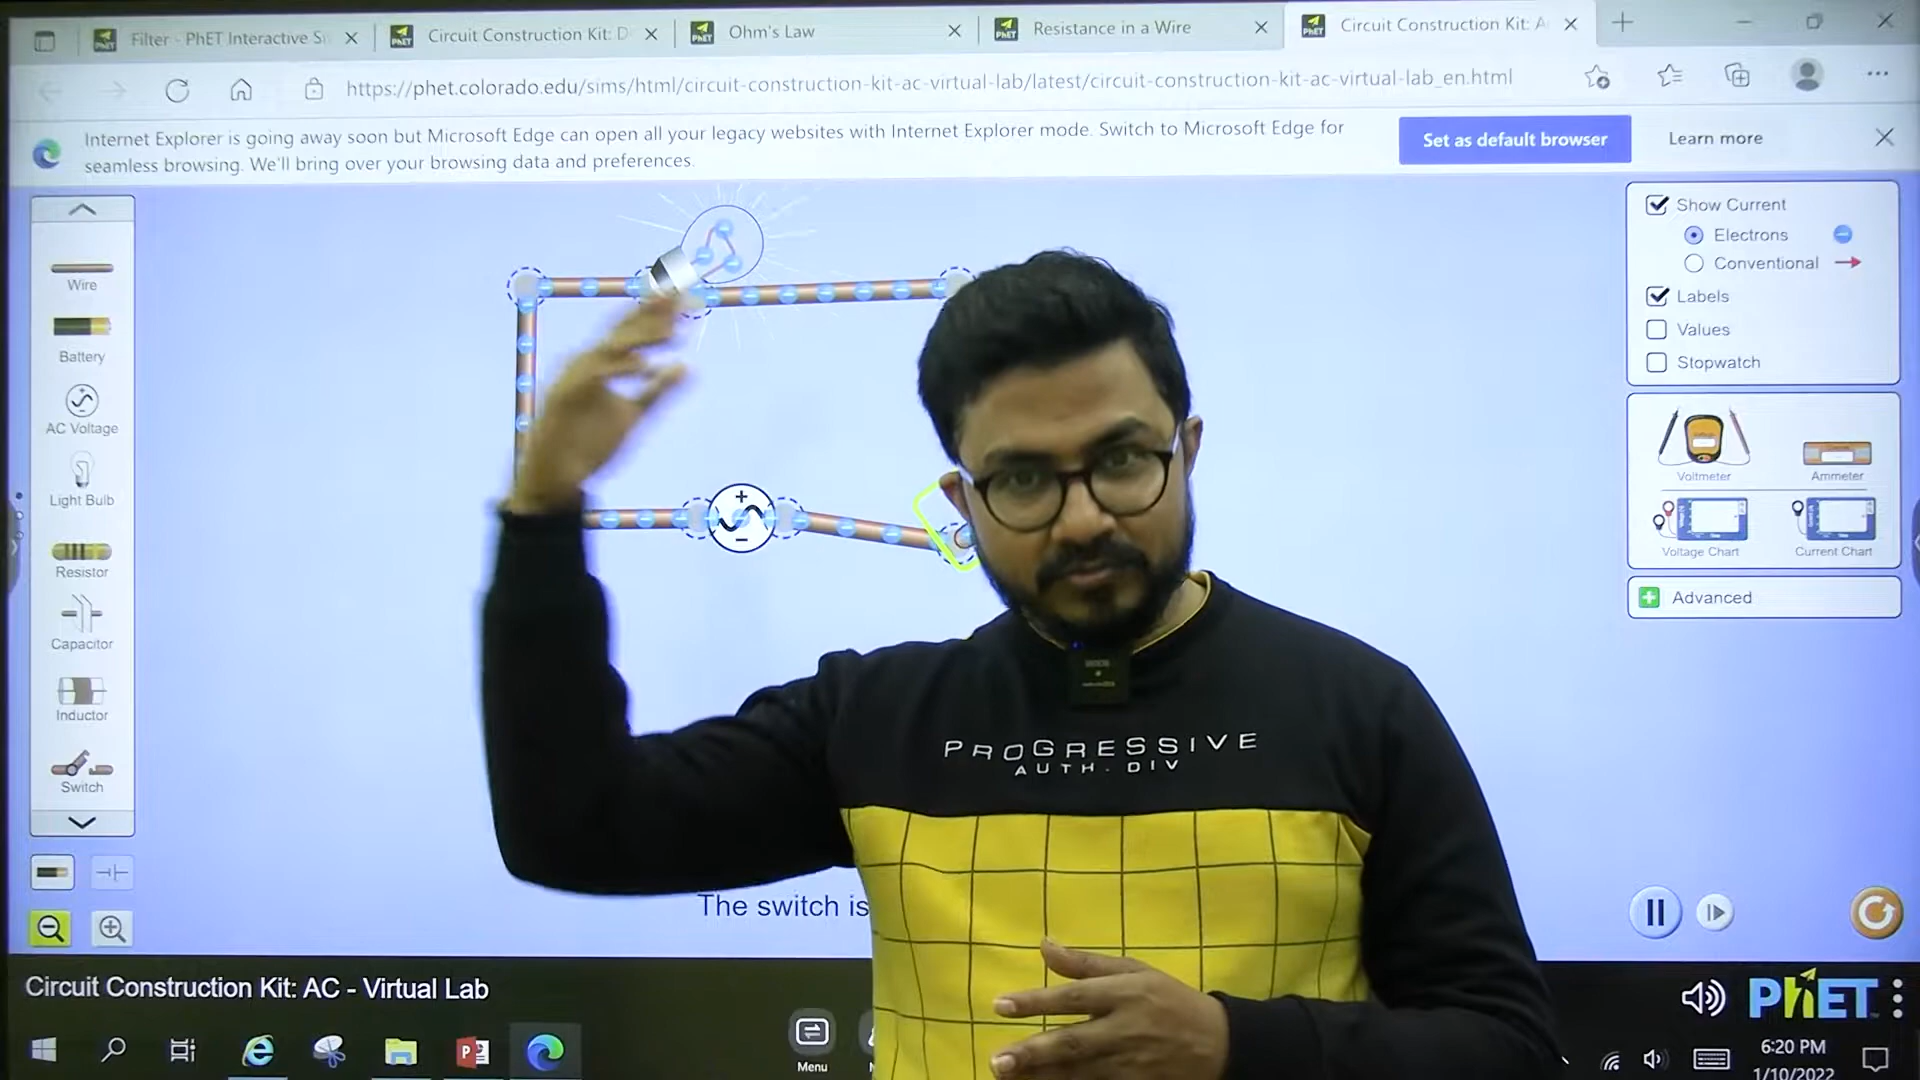 Filter - PhET Interactive Si
Circuit Construction Kit: D
Ohm's Law
Resistance in a Wire
Circuit Construction Kit: A
https://phet.colorado.edu/sims/html/circuit-construction-kit-ac-virtual-lab/latest/circuit-construction-kit-ac-virtual-lab_en.html
Internet Explorer is going away soon but Microsoft Edge can open all your legacy websites with Internet Explorer mode. Switch to Microsoft Edge for
seamless browsing. We'll bring over your browsing data and preferences.
Set as default browser
Learn more
Wire
Battery
AC Voltage
Light Bulb
Resistor
Capacitor
Inductor
Switch
Show Current
Electrons
Conventional
Labels
Values
Stopwatch
Voltmeter
Ammeter
Voltage Chart
Current Chart
Advanced
PROGRESSIVE
AUTH. DIV
The switch is
Circuit Construction Kit: AC - Virtual Lab
PhET
Menu
6:20 PM
1/10/2022